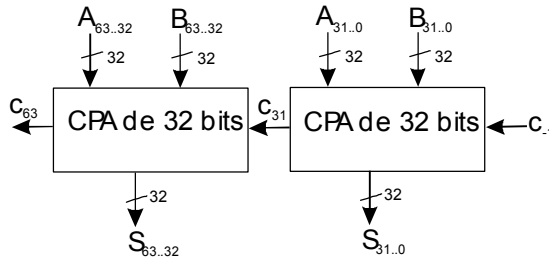 A63..32 B63..32 A31..0 B31..0
32 32 32 32
c63 CPA de 32 bits c31 CPA de 32 bits c-
32 32
S63..32 S31..0